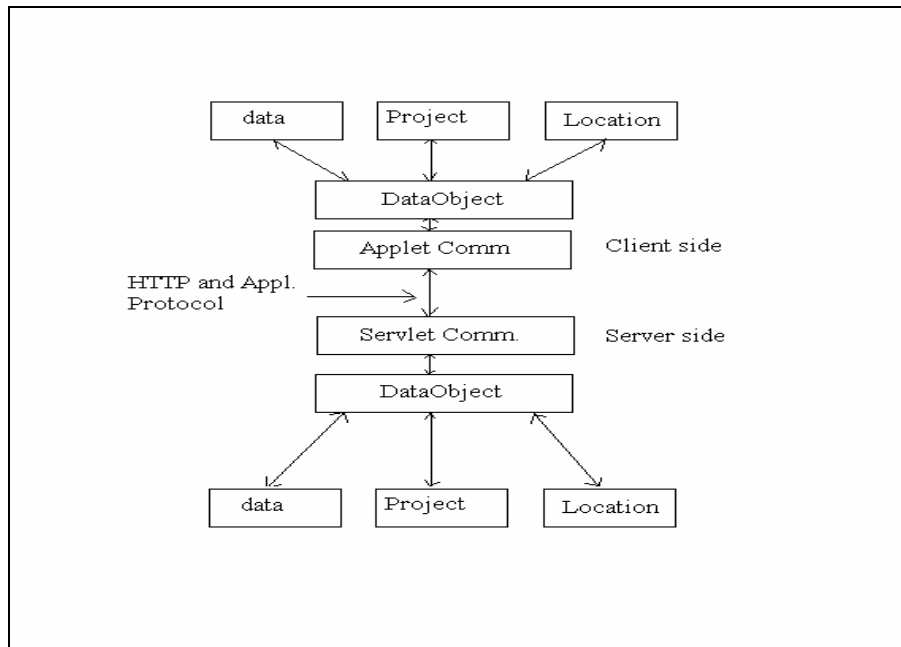 data
Project
Location
DataObject
Applet Comm
Client side
HTTP and Appl.
Protocol
Servlet Comm.
Server side
DataObject
data
Project
Location